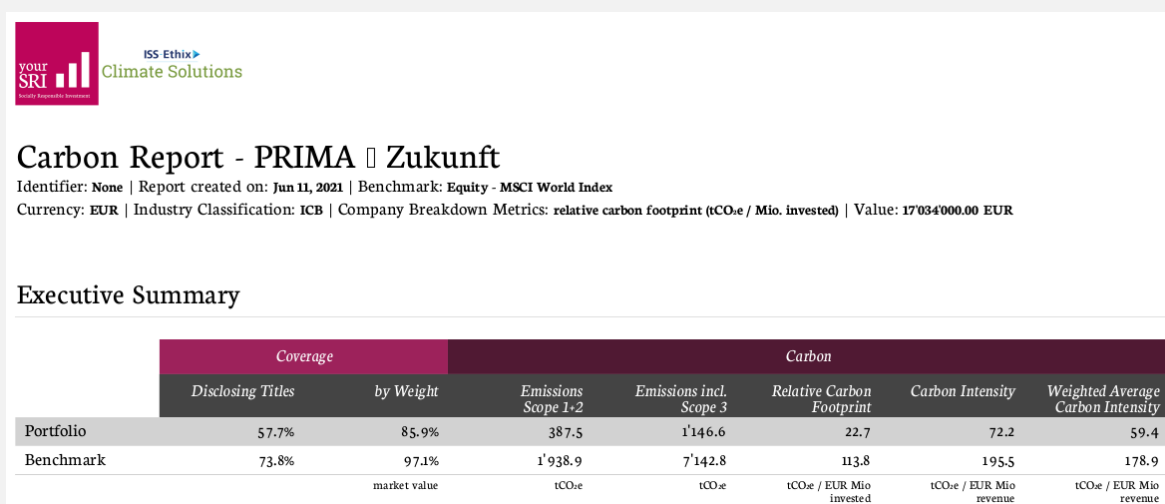 your
SRI
Socially Responsible Investment
ISS-Ethix
Climate Solutions
Carbon Report - PRIMA Zukunft
Identifier: None | Report created on: Jun 11, 2021 | Benchmark: Equity - MSCI World Index
Currency: EUR | Industry Classification: ICB | Company Breakdown Metrics: relative carbon footprint (tCO₂e / Mio. invested) | Value: 17'034'000.00 EUR
Executive Summary
Coverage Carbon
Disclosing Titles by Weight Emissions Scope 1+2 Emissions incl. Scope 3 Relative Carbon Footprint Carbon Intensity Weighted Average Carbon Intensity
Portfolio 57.7% 85.9% 387.5 1'146.6 22.7 72.2 59.4
Benchmark 73.8% 97.1% 1'938.9 7'142.8 113.8 195.5 178.9
market value tCO₂e tCO₂e tCO₂e / EUR Mio invested tCO₂e / EUR Mio revenue tCO₂e / EUR Mio revenue